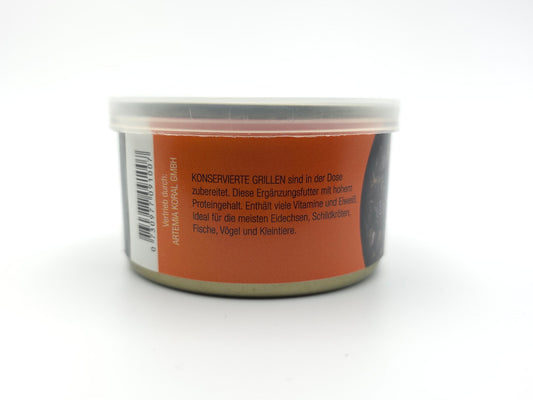 KONSERVIERTE GRILLEN sind in der Dose
zubereitet. Diese Ergänzungsfutter mit hohem
Proteingehalt. Enthält viele Vitamine und Eiweiß.
Ideal für die meisten Eidechsen, Schildkröten,
Fische, Vögel und Kleintiere.
Vertrieb durch:
ARTEMIA KORAL GMBH